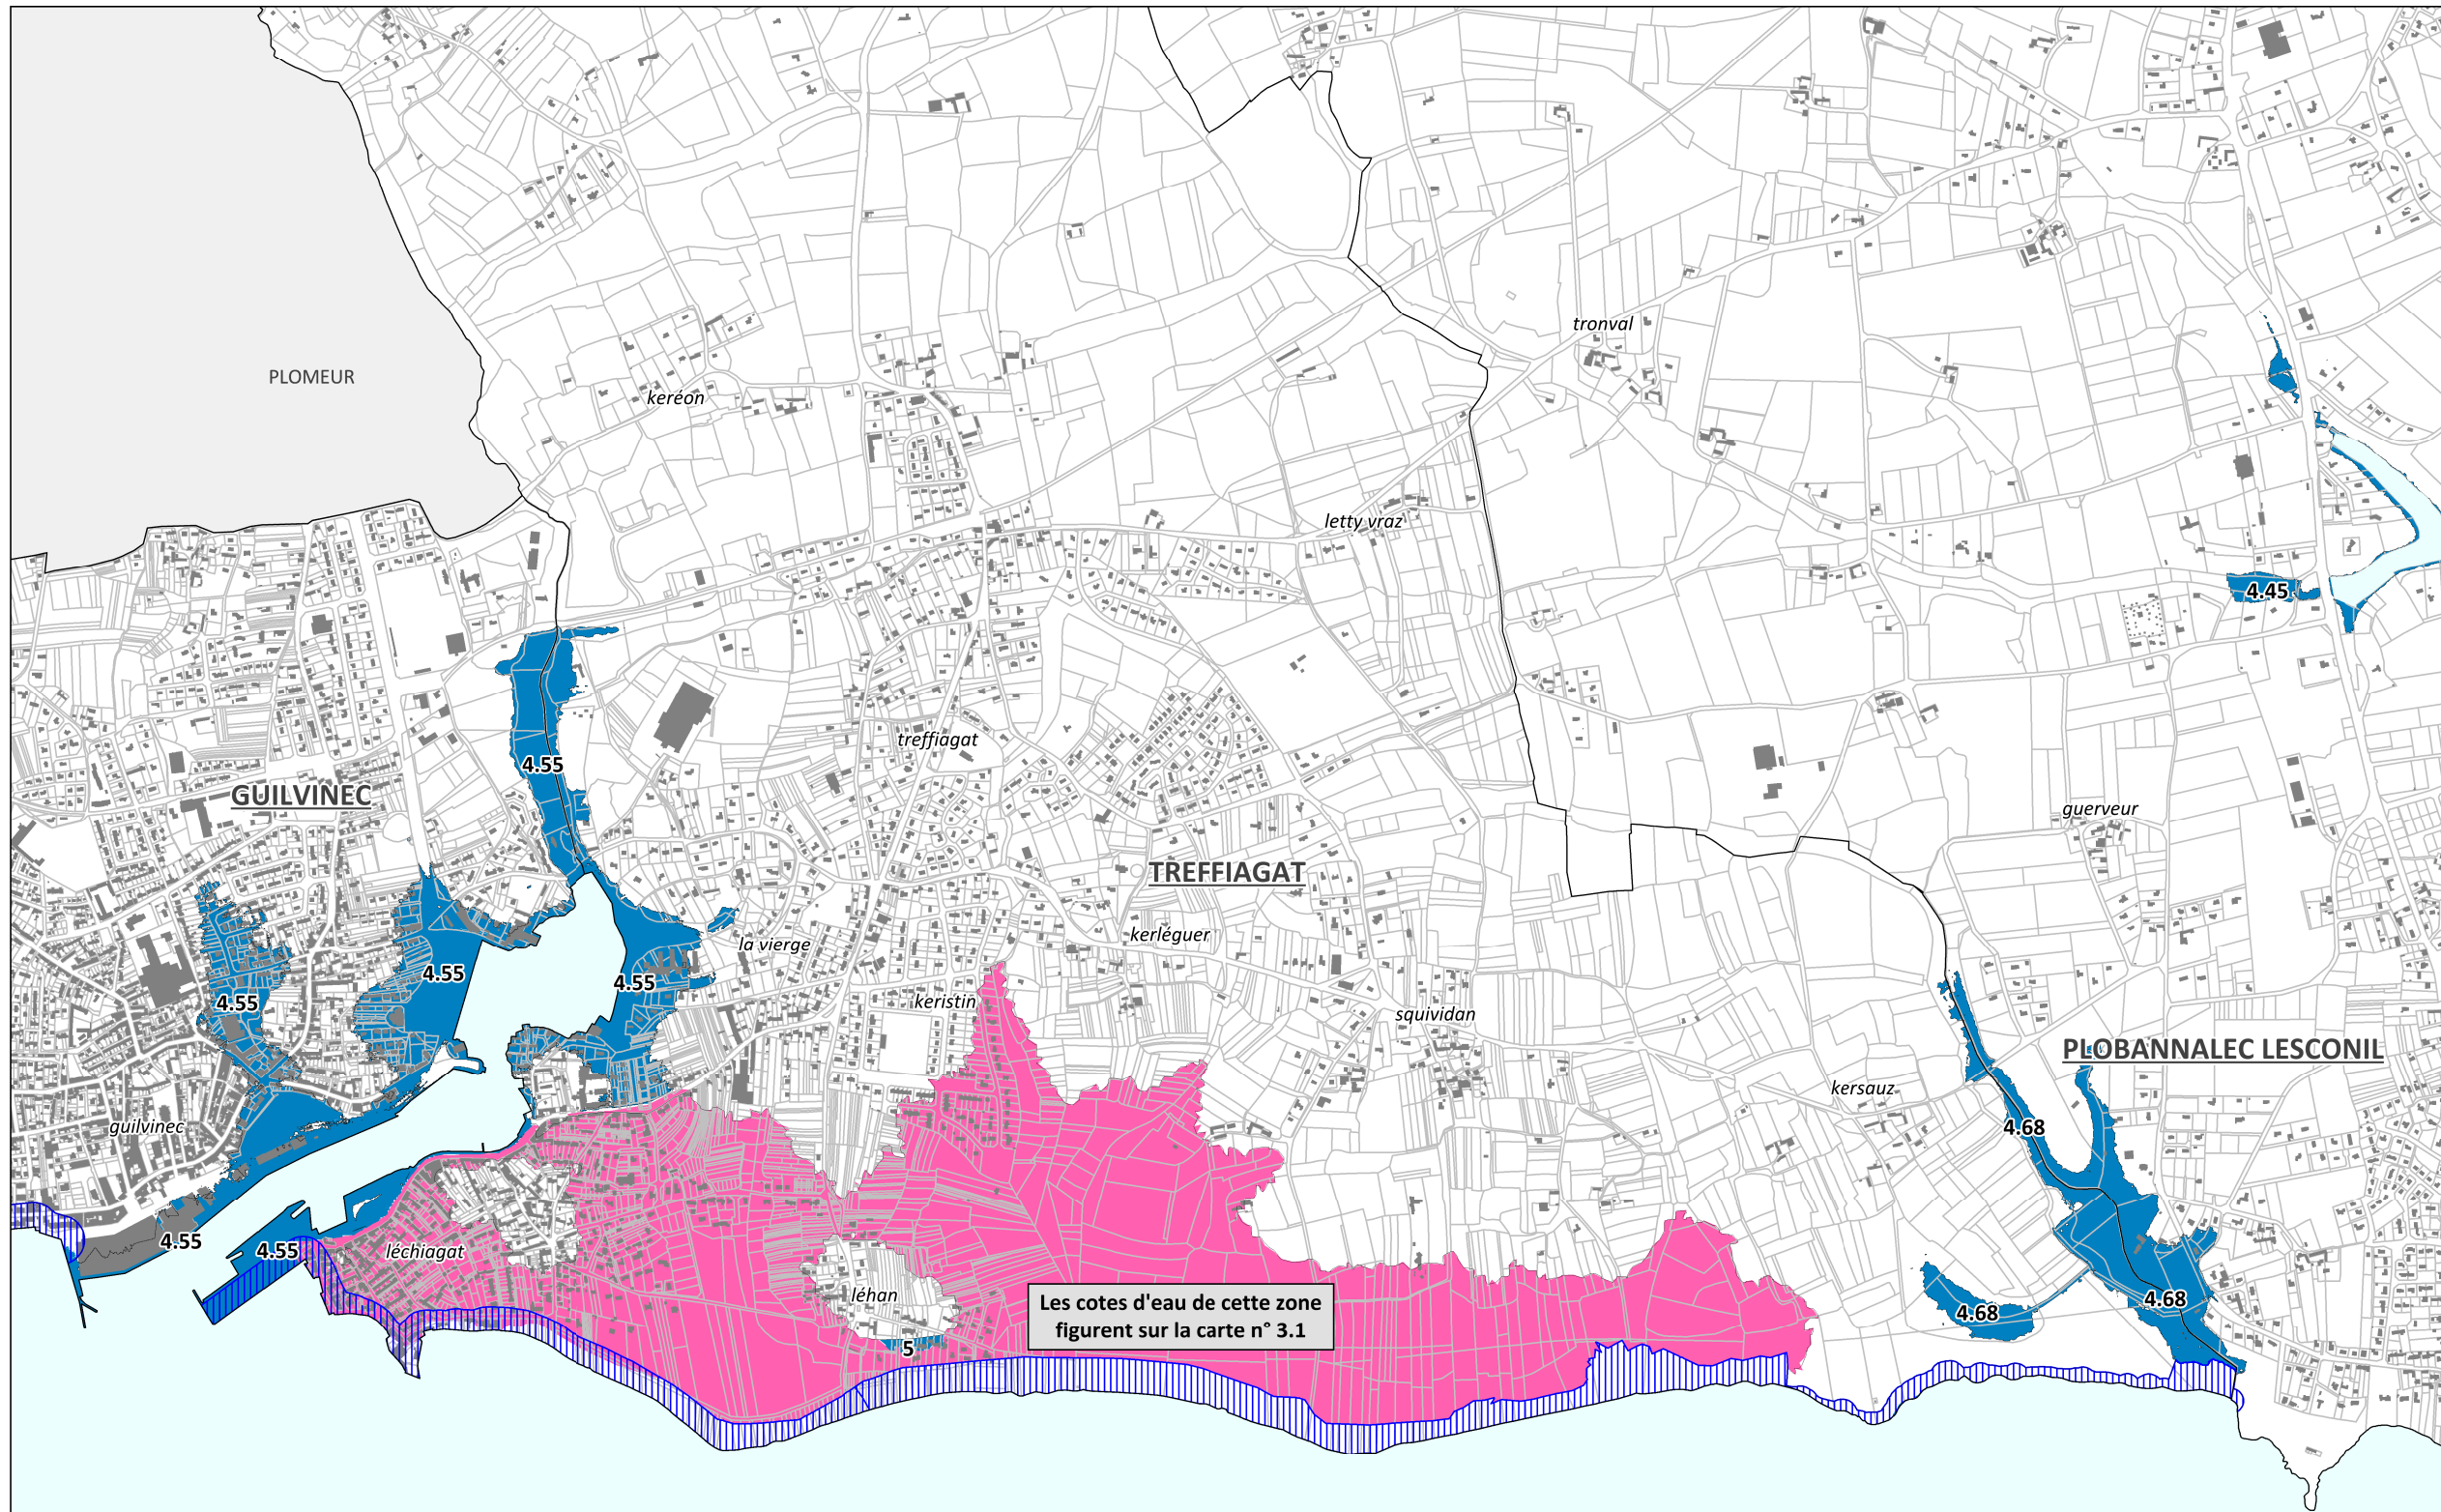 tronval
PLOMEUR
keréon
letty vraz
4.45
treffiagat
4.55
GUILVINEC
guerveur
TREFFIAGAT
kerléguer
la vierge
4.55
4.55
4.55
keristin
squividan
PLOBANNALEC LESCONIL
kersauz
guilvinec
4.68
4.55
4.55
léchiagat
léhan
Les cotes d'eau de cette zone
figurent sur la carte n° 3.1
4.68
4.68
5